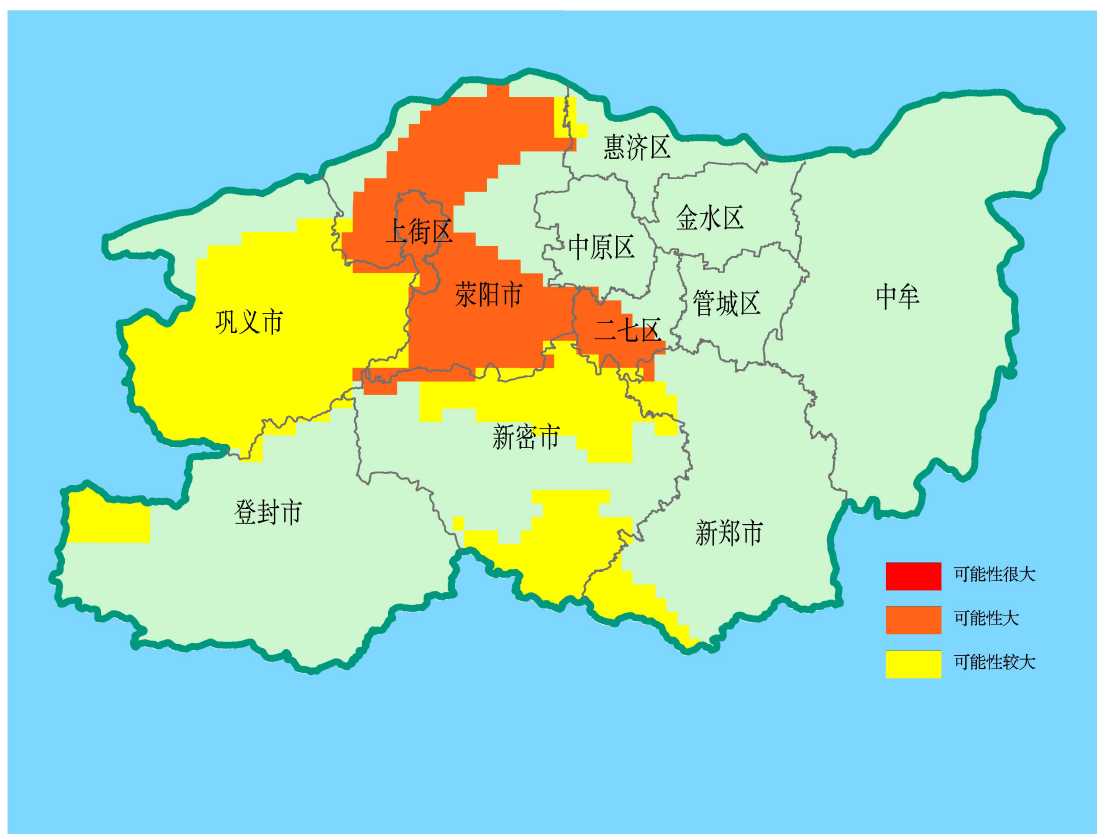 惠济区
金水区
上街区
中原区
荥阳市
管城区
中牟
巩义市
二七区
新密市
登封市
新郑市
可能性很大
可能性大
可能性较大